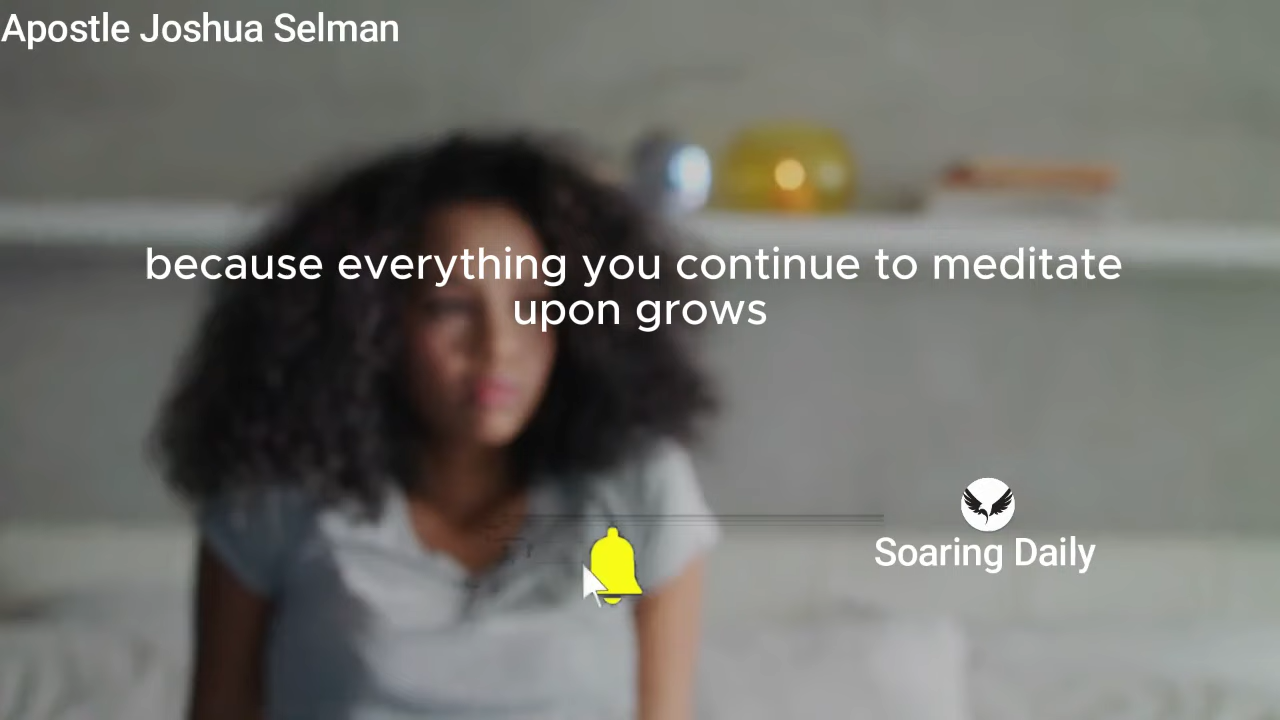 Apostle Joshua Selman
because everything you continue to meditate
upon grows
Soaring Daily